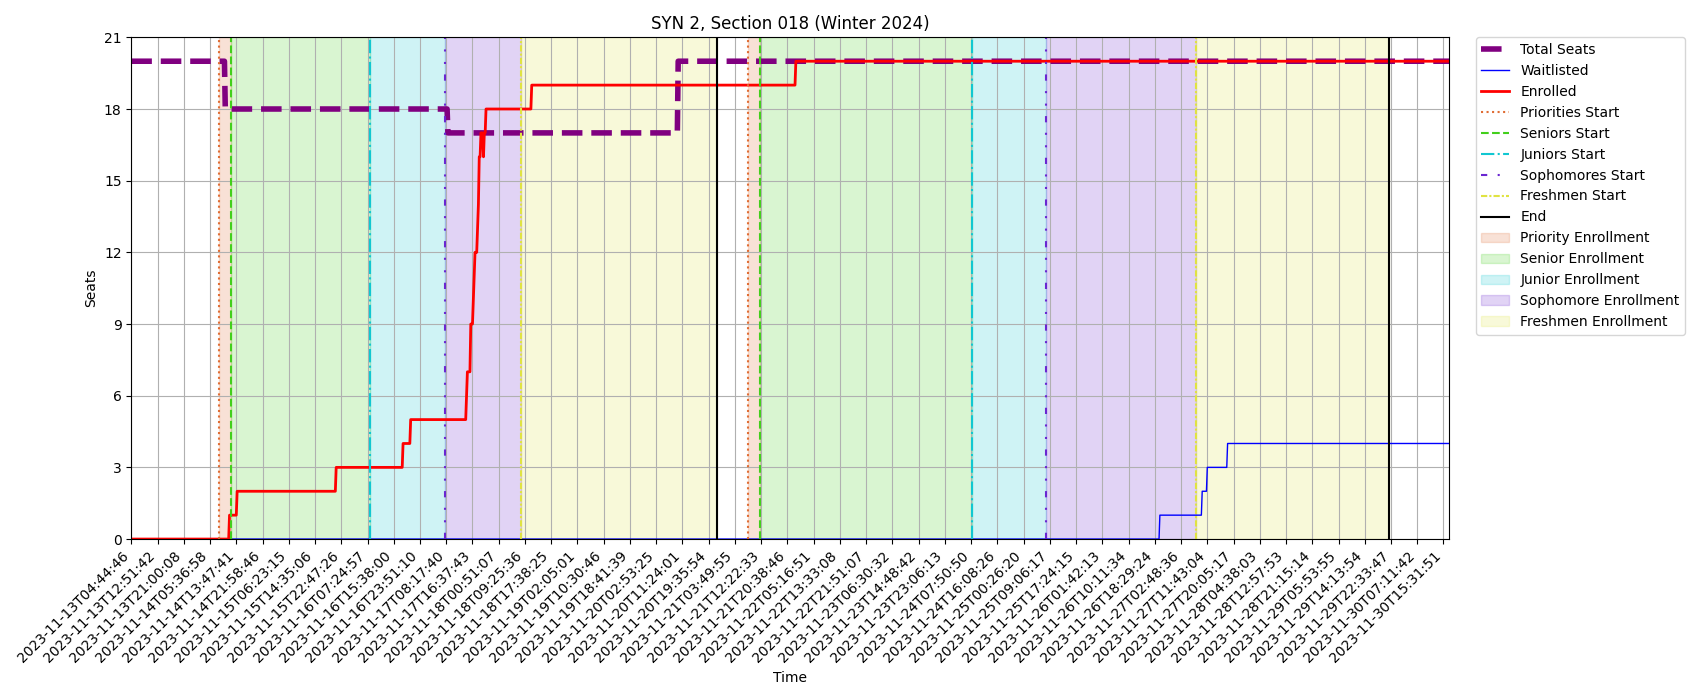 SYN 2, Section 018 (Winter 2024)
21
18
15
12
9
6
3
0
Seats
2023-11-13T04:44:46
2023-11-13T12:51:42
2023-11-13T21:00:08
2023-11-14T05:36:58
2023-11-14T13:47:41
2023-11-14T21:58:46
2023-11-15T06:23:15
2023-11-15T14:35:06
2023-11-15T22:47:26
2023-11-16T07:24:57
2023-11-16T15:38:00
2023-11-16T23:51:10
2023-11-17T08:17:40
2023-11-17T16:37:43
2023-11-18T00:51:07
2023-11-18T09:25:36
2023-11-18T17:38:25
2023-11-19T02:05:01
2023-11-19T10:30:46
2023-11-19T18:41:39
2023-11-20T02:53:25
2023-11-20T11:24:01
2023-11-20T19:35:54
2023-11-21T03:49:55
2023-11-21T12:22:33
2023-11-21T20:38:46
2023-11-22T05:16:51
2023-11-22T13:33:08
2023-11-22T21:51:07
2023-11-23T06:30:32
2023-11-23T14:48:42
2023-11-23T23:06:13
2023-11-24T07:50:50
2023-11-24T16:08:26
2023-11-25T00:26:20
2023-11-25T09:06:17
2023-11-25T17:24:15
2023-11-26T01:42:13
2023-11-26T10:11:34
2023-11-26T18:29:24
2023-11-27T02:48:36
2023-11-27T11:43:04
2023-11-27T20:05:17
2023-11-28T04:38:03
2023-11-28T12:57:53
2023-11-28T21:15:14
2023-11-29T05:53:55
2023-11-29T14:13:54
2023-11-29T22:33:47
2023-11-30T07:11:42
2023-11-30T15:31:51
Time
Total Seats
Waitlisted
Enrolled
Priorities Start
Seniors Start
Juniors Start
Sophomores Start
Freshmen Start
End
Priority Enrollment
Senior Enrollment
Junior Enrollment
Sophomore Enrollment
Freshmen Enrollment